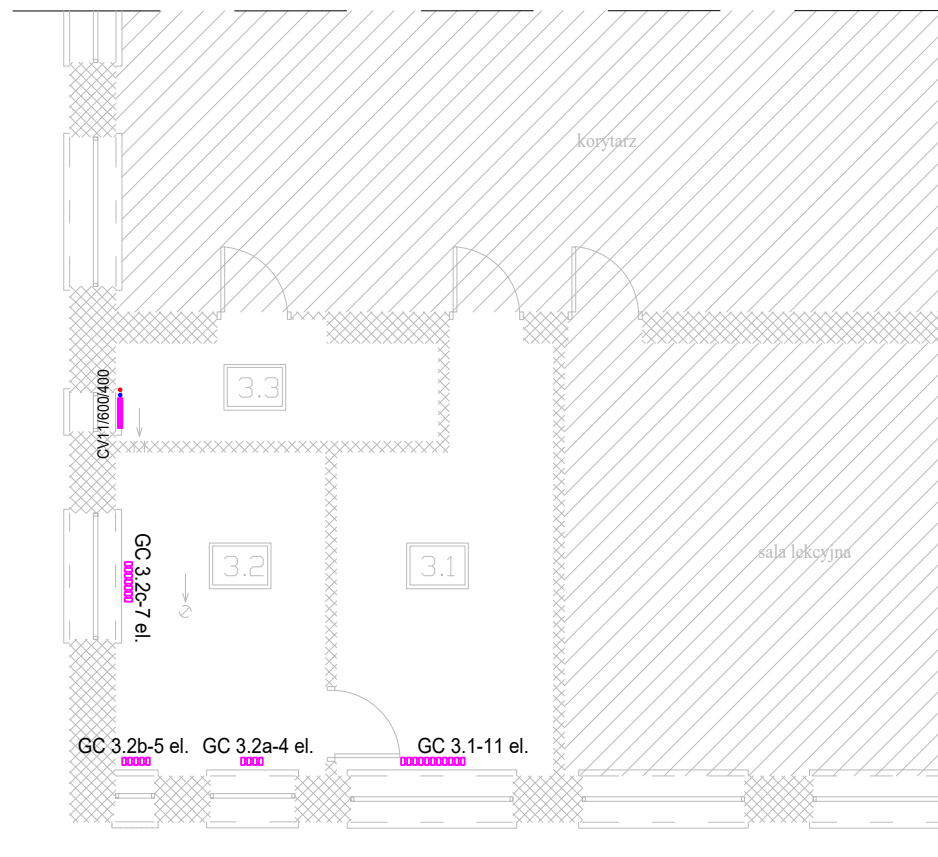 korytarz
3.3
CV11/600/400
GC 3.2c-7 el.
3.2
3.1
sala lekcyjna
GC 3.2b-5 el.
GC 3.2a-4 el.
GC 3.1-11 el.